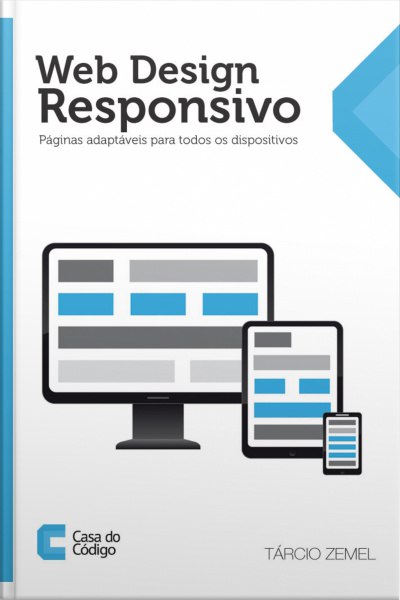 Web Design
Responsivo
Páginas adaptáveis para todos os dispositivos
Casa do
Código
TÁRCIO ZEMEL